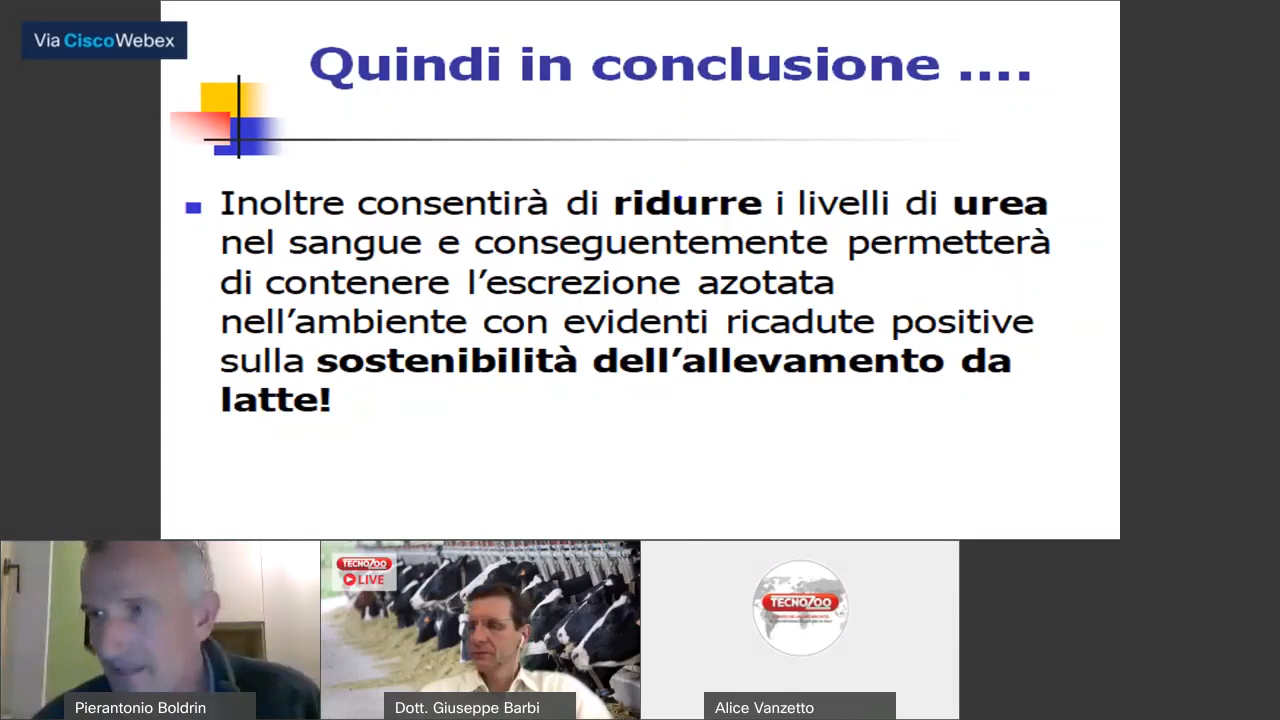 Via CiscoWebex
Quindi in conclusione ....
Inoltre consentirà di ridurre i livelli di urea
nel sangue e conseguentemente permetterà
di contenere l’escrezione azotata
nell’ambiente con evidenti ricadute positive
sulla sostenibilità dell’allevamento da
latte!
TECNOZOO
LIVE
TECNOZOO
Pierantonio Boldrin
Dott. Giuseppe Barbi
Alice Vanzetto